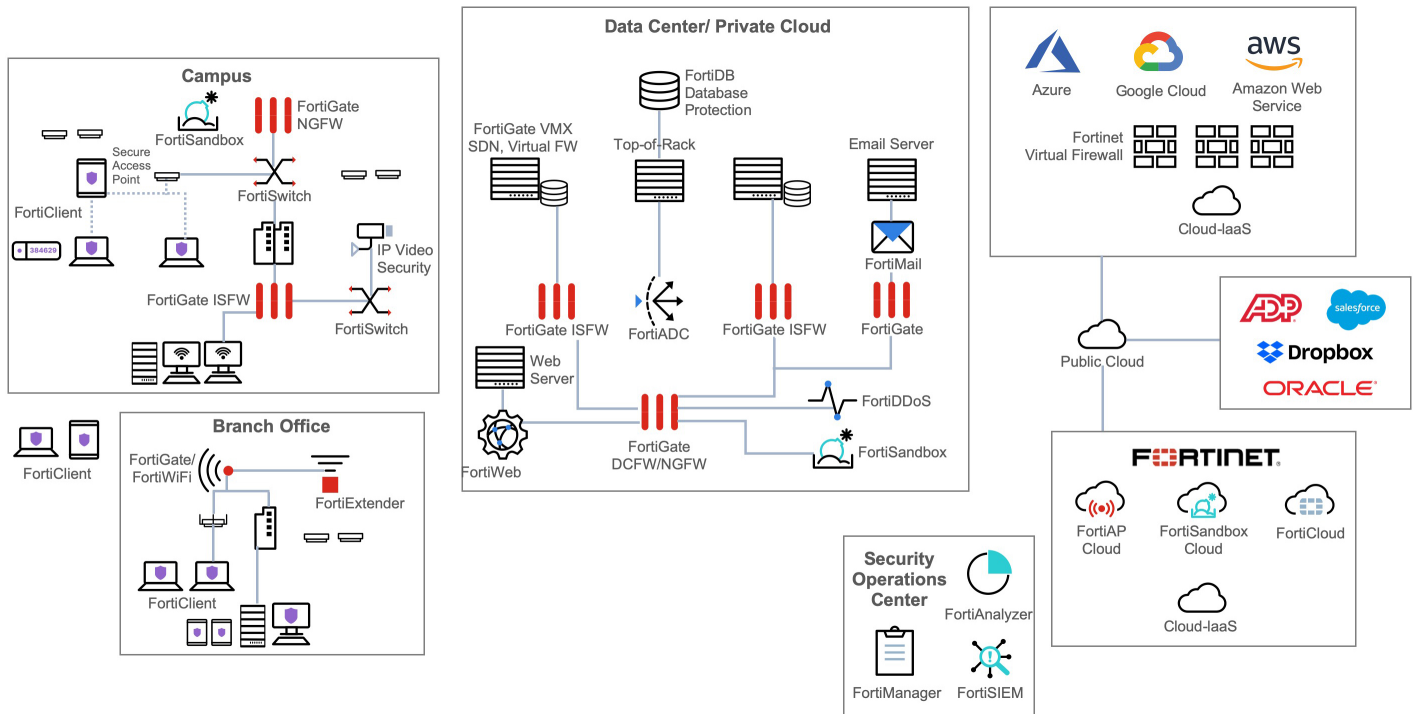 Campus
FortiSandbox
FortiGate
NGFW
Secure
Access
Point
FortiSwitch
FortiClient
384629
IP Video
Security
FortiGate ISFW
FortiSwitch
FortiClient
Branch Office
FortiGate/
FortiWiFi
FortiExtender
FortiClient
Data Center/ Private Cloud
FortiDB
Database
Protection
FortiGate VMX
SDN, Virtual FW
Top-of-Rack
Email Server
FortiMail
FortiGate ISFW
FortiADC
FortiGate ISFW
FortiGate
Web
Server
FortiWeb
FortiGate
DCFW/NGFW
FortiDDoS
FortiSandbox
Security
Operations
Center
FortiAnalyzer
FortiManager
FortiSIEM
Azure
Google Cloud
aws
Amazon Web
Service
Fortinet
Virtual Firewall
Cloud-IaaS
Public Cloud
ADP
salesforce
Dropbox
ORACLE
FORTINET
FortiAP
Cloud
FortiSandbox
Cloud
FortiCloud
Cloud-IaaS